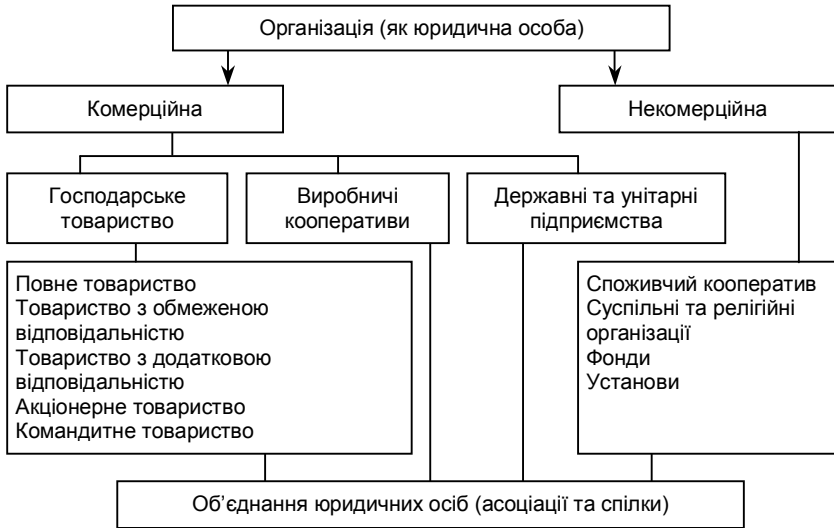 Організація (як юридична особа)
Комерційна
Некомерційна
Господарське
товариство
Виробничі
кооперативи
Державні та унітарні
підприємства
Повне товариство
Товариство з обмеженою
відповідальністю
Товариство з додатковою
відповідальністю
Акціонерне товариство
Командитне товариство
Споживчий кооператив
Суспільні та релігійні
організації
Фонди
Установи
Об’єднання юридичних осіб (асоціації та спілки)